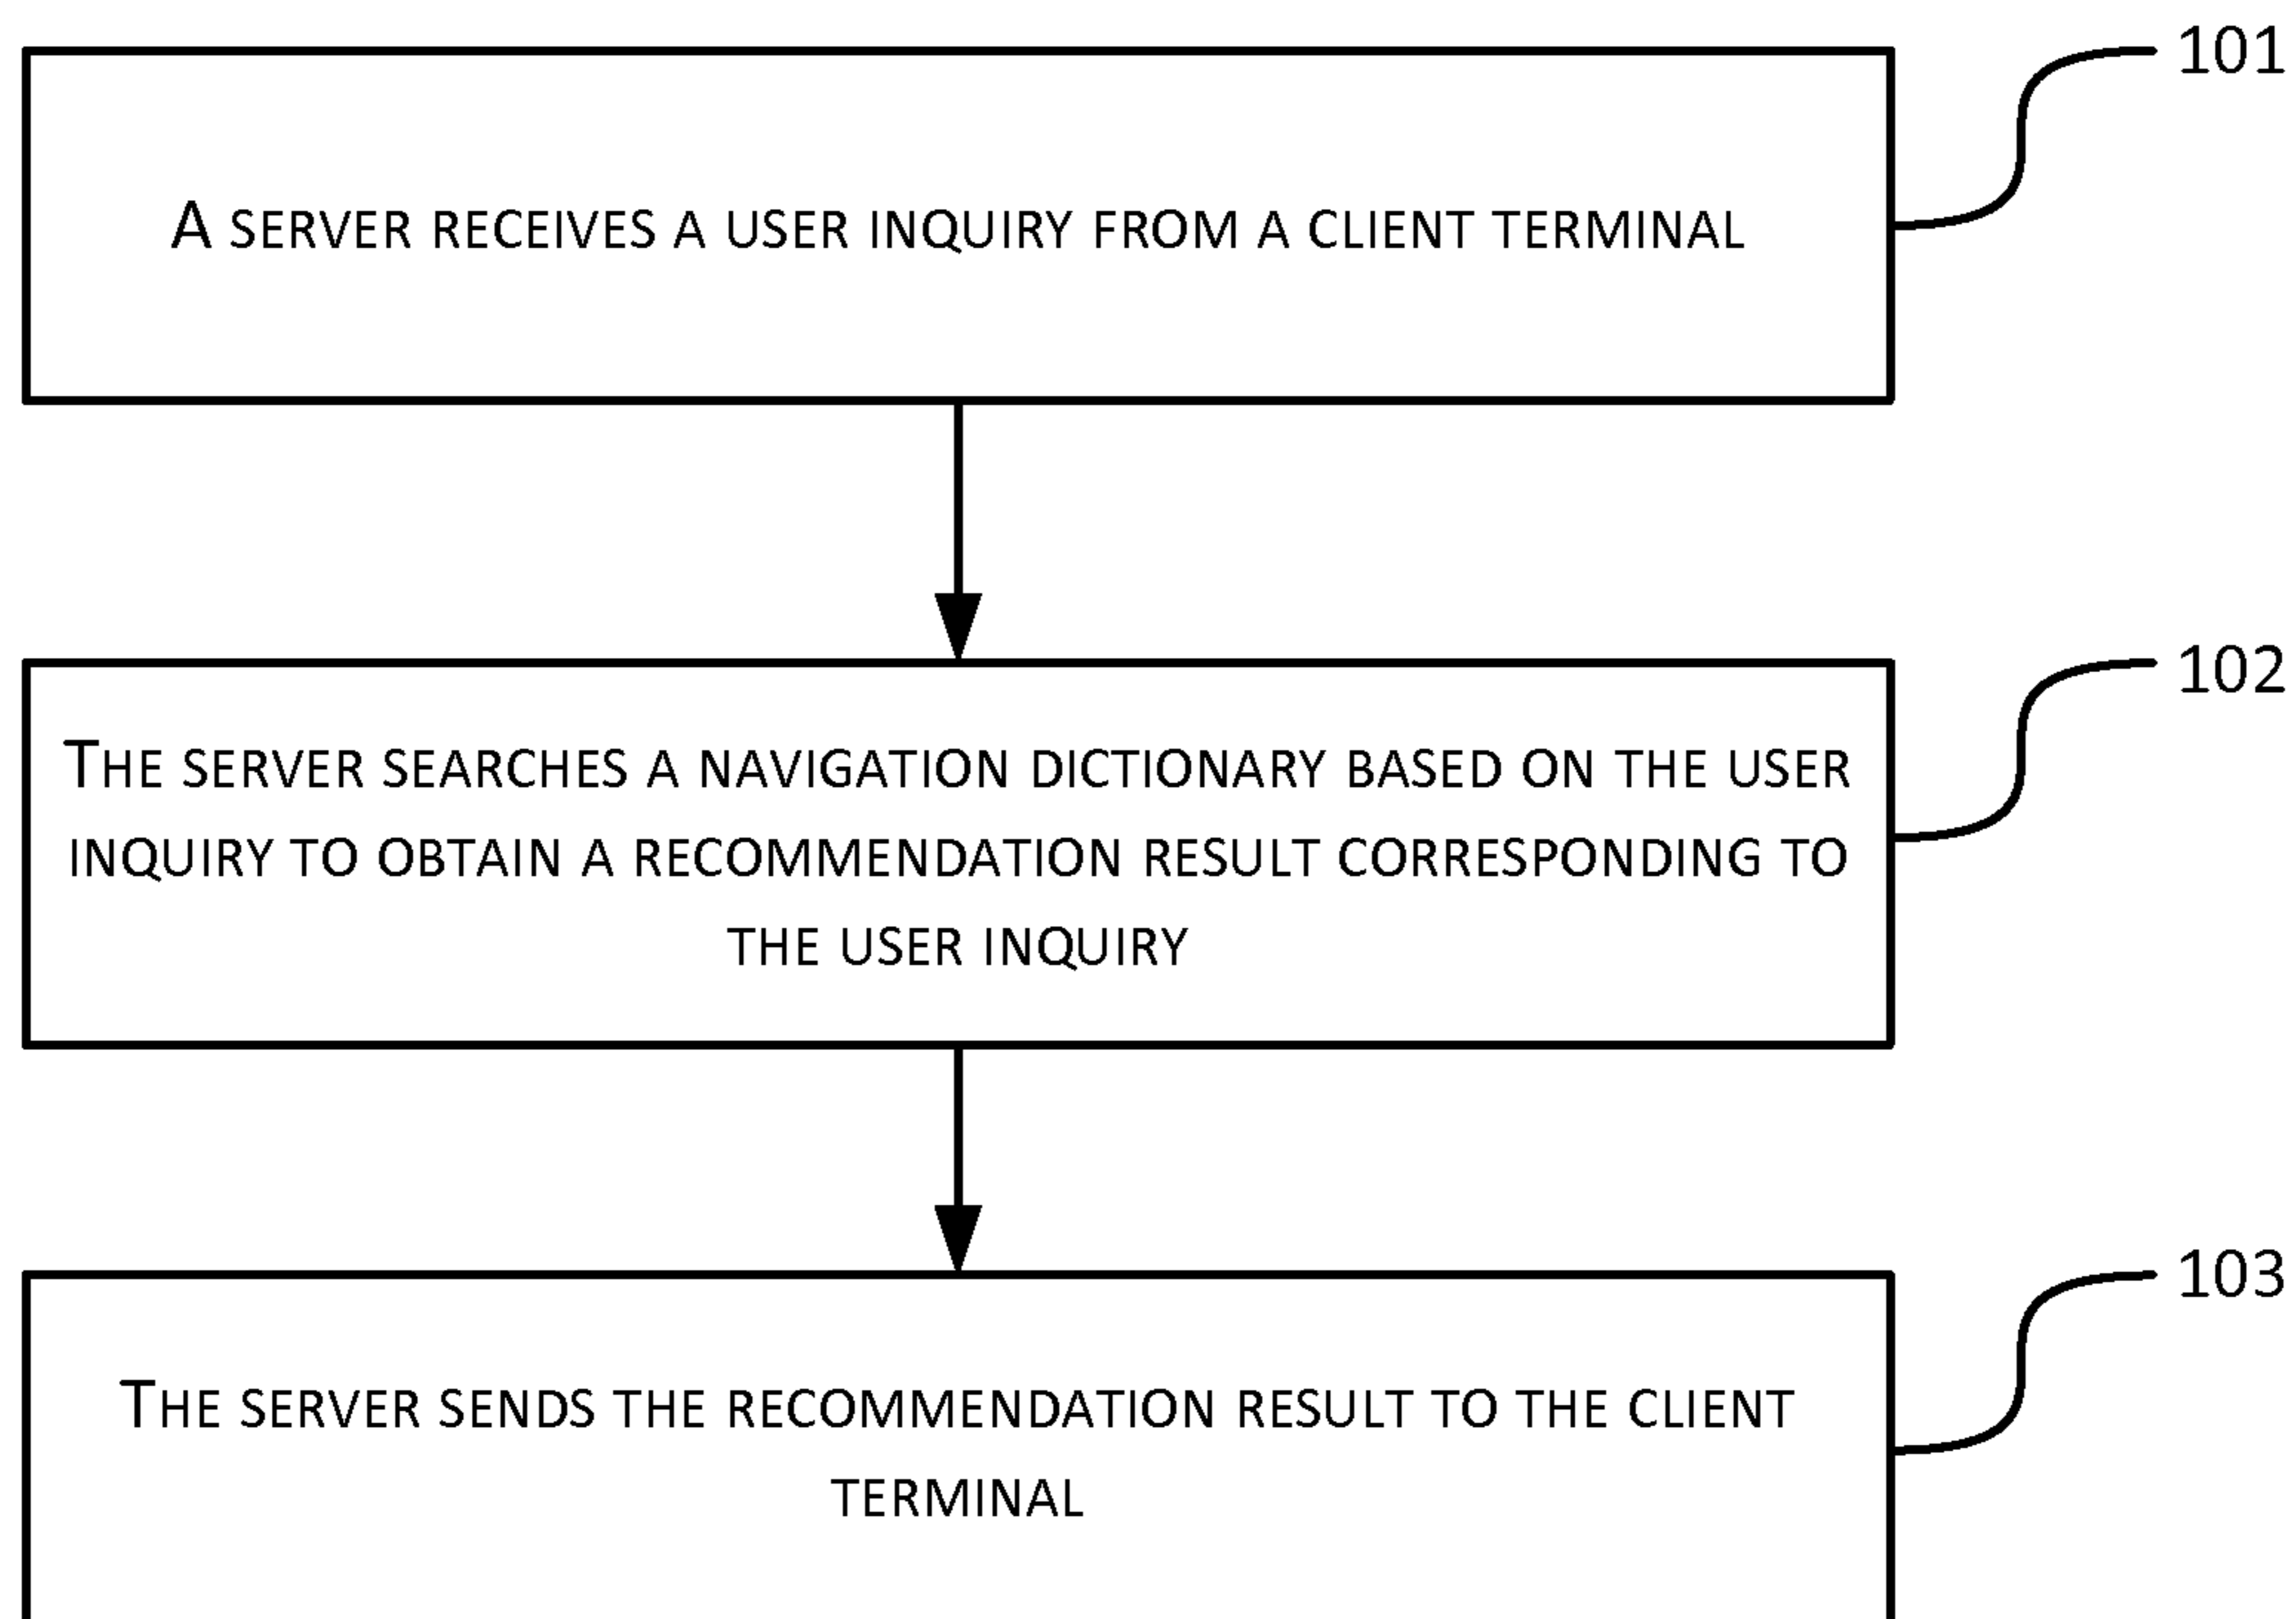 101
A SERVER RECEIVES A USER INQUIRY FROM A CLIENT TERMINAL
102
THE SERVER SEARCHES A NAVIGATION DICTIONARY BASED ON THE USER
INQUIRY TO OBTAIN A RECOMMENDATION RESULT CORRESPONDING TO
THE USER INQUIRY
103
THE SERVER SENDS THE RECOMMENDATION RESULT TO THE CLIENT
TERMINAL